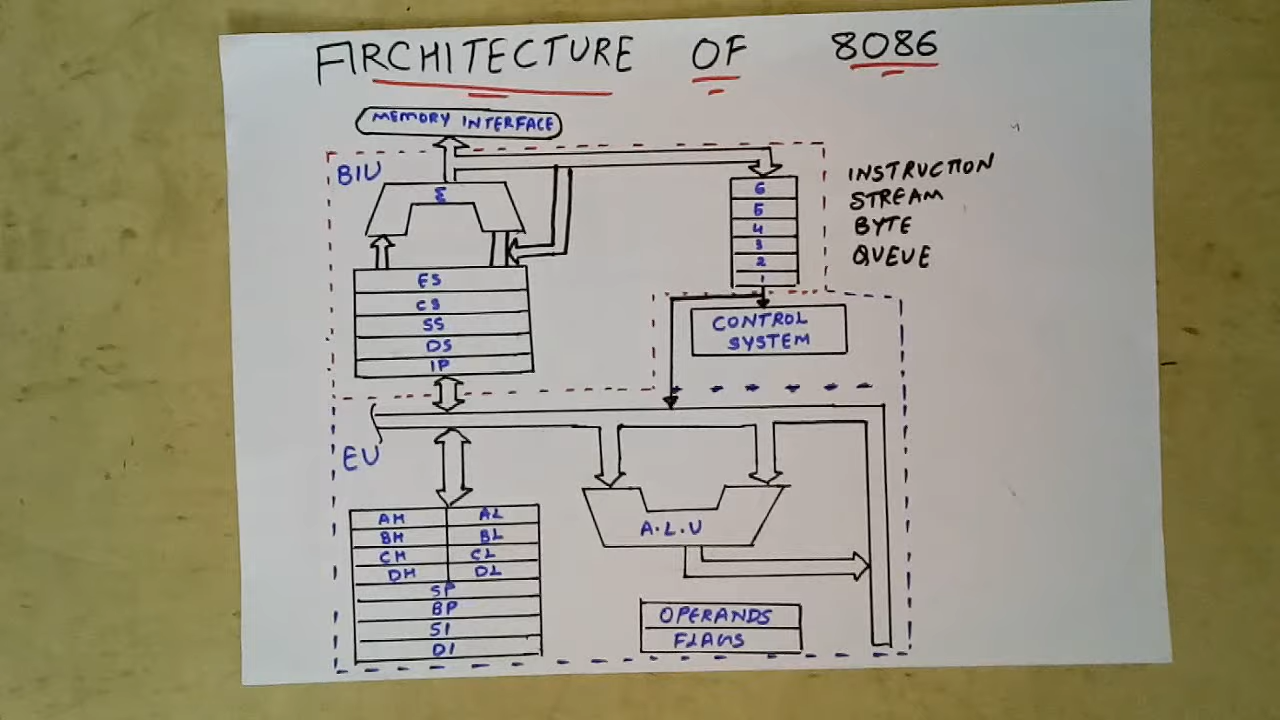 ARCHITECTURE OF 8086
MEMORY INTERFACE
BIU
Σ
6
5
4
3
2
1
INSTRUCTION
STREAM
BYTE
QUEUE
ES
CS
SS
DS
IP
CONTROL
SYSTEM
EU
AH AL
BH BL
CH CL
DH DL
SP
BP
SI
DI
A.L.U
OPERANDS
FLAGS